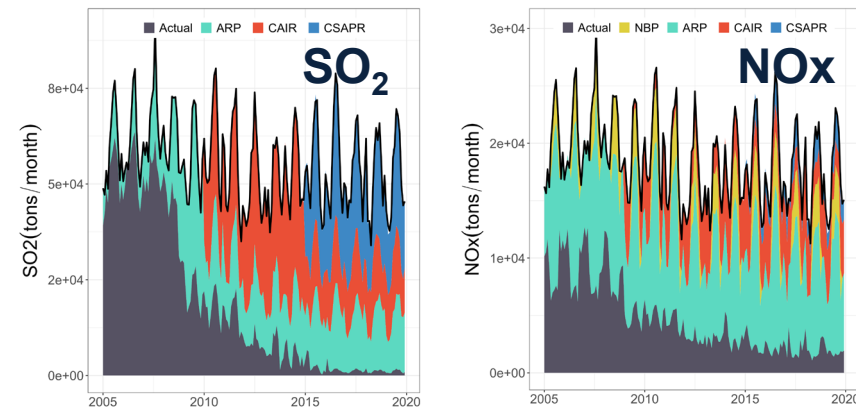 Actual ARP CAIR CSAPR
SO2
SO2(tons/month)
8e+04
5e+04
2e+04
0e+00
2005 2010 2015 2020
Actual NBP ARP CAIR CSAPR
NOx
NOx(tons/month)
3e+04
2e+04
1e+04
0e+00
2005 2010 2015 2020